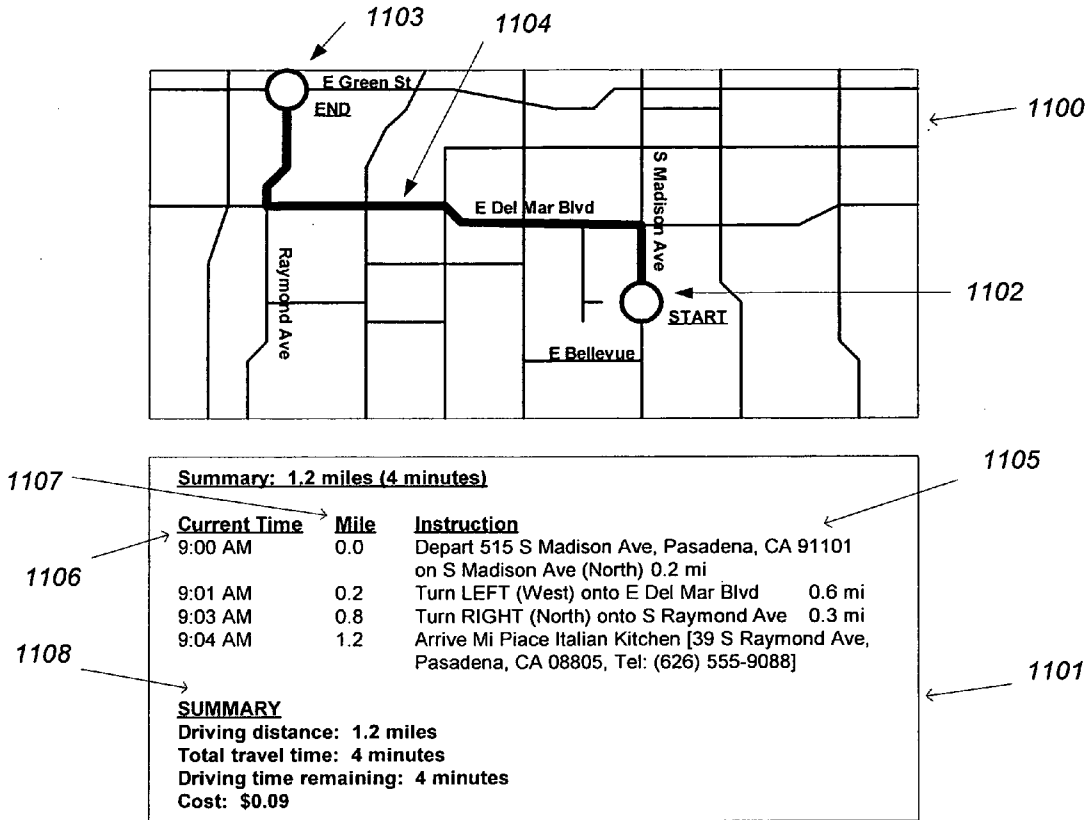 1103
1104
E Green St
END
1100
S Madison Ave
E Del Mar Blvd
Raymond Ave
1102
START
E Bellevue
1107
Summary: 1.2 miles (4 minutes)
1105
Current Time Mile Instruction
1106
9:00 AM 0.0 Depart 515 S Madison Ave, Pasadena, CA 91101
on S Madison Ave (North) 0.2 mi
9:01 AM 0.2 Turn LEFT (West) onto E Del Mar Blvd 0.6 mi
9:03 AM 0.8 Turn RIGHT (North) onto S Raymond Ave 0.3 mi
9:04 AM 1.2 Arrive Mi Piace Italian Kitchen [39 S Raymond Ave,
Pasadena, CA 08805, Tel: (626) 555-9088]
1108
1101
SUMMARY
Driving distance: 1.2 miles
Total travel time: 4 minutes
Driving time remaining: 4 minutes
Cost: $0.09